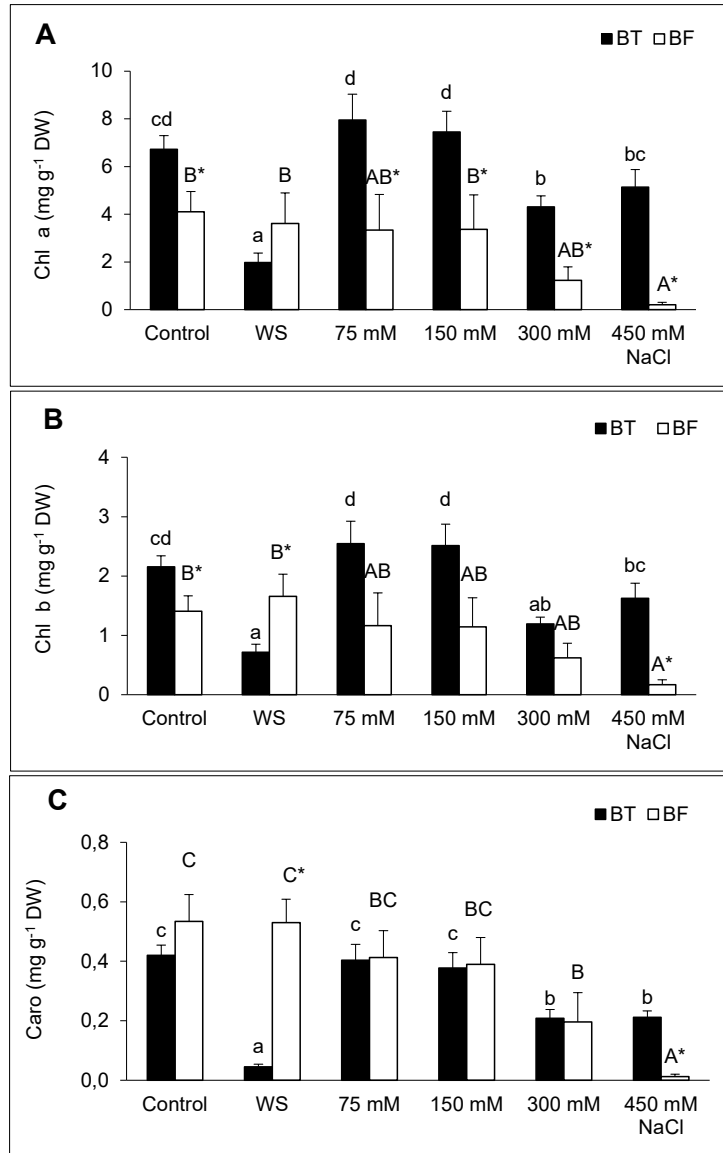 A
BT BF
Chl a (mg g-1 DW)
10
8
6
4
2
0
cd B* a B d AB* d B* b AB* bc A*
Control WS 75 mM 150 mM 300 mM 450 mM
NaCl
B
BT BF
Chl b (mg g-1 DW)
4
3
2
1
0
cd B* a B* d AB d AB ab AB bc A*
Control WS 75 mM 150 mM 300 mM 450 mM
NaCl
C
BT BF
Caro (mg g-1 DW)
0,8
0,6
0,4
0,2
0,0
c C a C* c BC c BC b B b A*
Control WS 75 mM 150 mM 300 mM 450 mM
NaCl